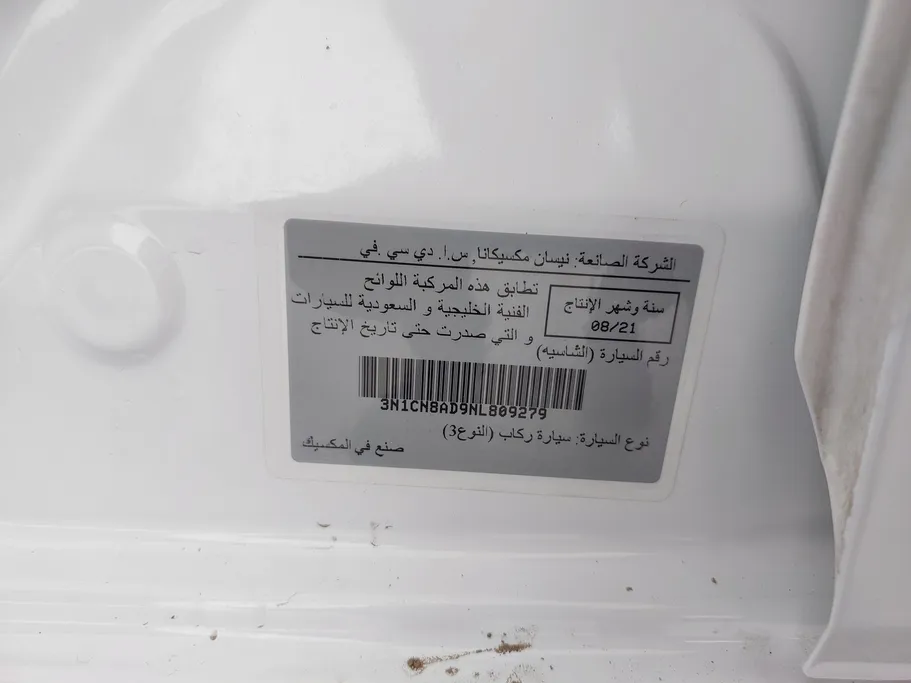 الشركة الصانعة: نيسان مكسيكانا, س.ا. دي سي .في
سنة وشهر الإنتاج
08/21
تطابق هذه المركبة اللوائح
الفنية الخليجية و السعودية للسيارات
و التي صدرت حتى تاريخ الإنتاج
رقم السيارة (الشاسيه)
3N1CN8AD9NL809279
نوع السيارة: سيارة ركاب (النوع3)
صنع في المكسيك